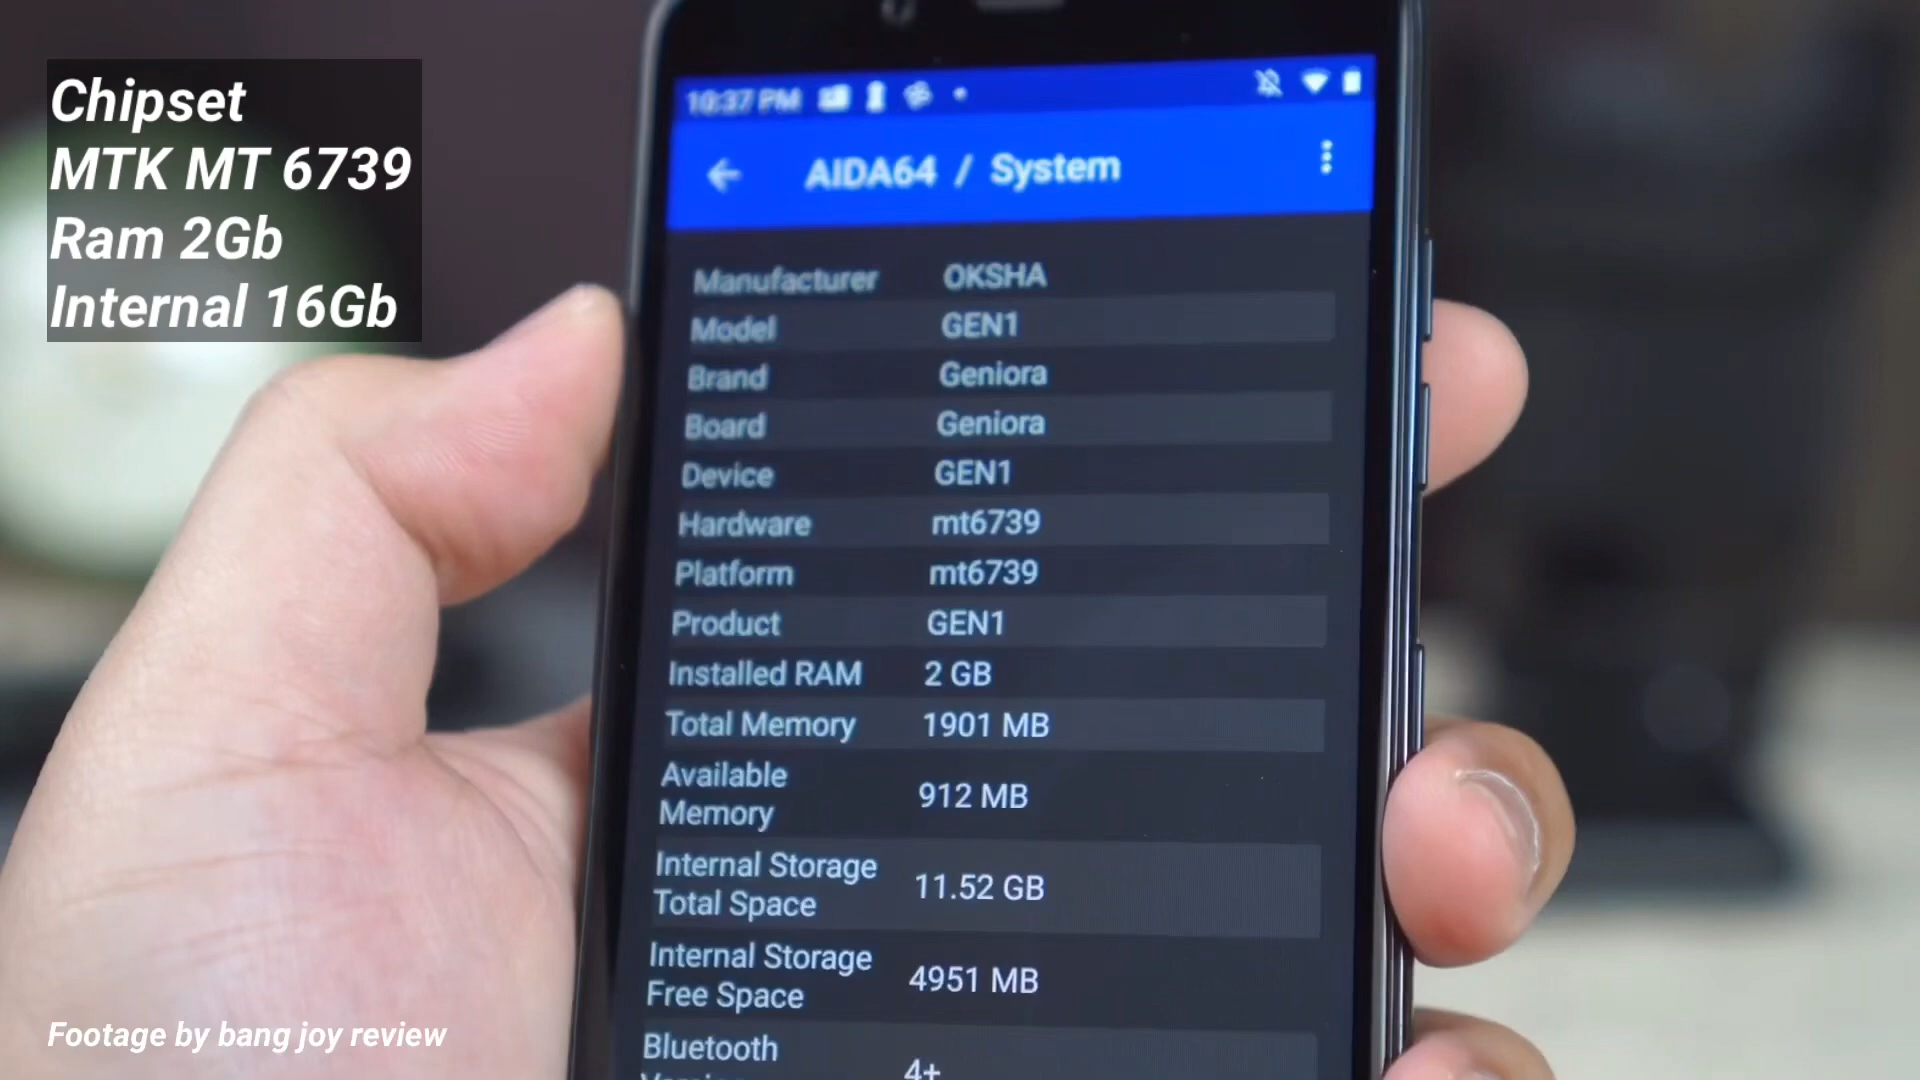 Chipset
MTK MT 6739
Ram 2Gb
Internal 16Gb
10:37 PM
AIDA64 / System
Manufacturer OKSHA
Model GEN1
Brand Geniora
Board Geniora
Device GEN1
Hardware mt6739
Platform mt6739
Product GEN1
Installed RAM 2 GB
Total Memory 1901 MB
Available
Memory 912 MB
Internal Storage
Total Space 11.52 GB
Internal Storage
Free Space 4951 MB
Bluetooth
4+
Footage by bang joy review